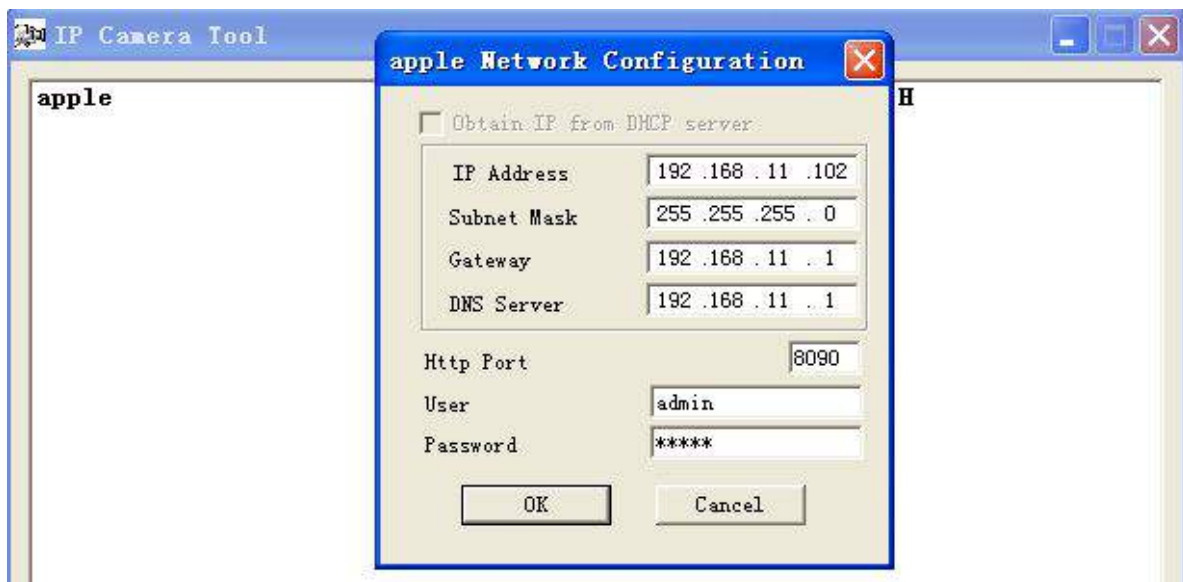 IP Camera Tool
apple Network Configuration
apple
H
Obtain IP from DHCP server
IP Address 192 .168 . 11 .102
Subnet Mask 255 .255 .255 . 0
Gateway 192 .168 . 11 . 1
DNS Server 192 .168 . 11 . 1
Http Port 8090
User admin
Password *****
OK Cancel